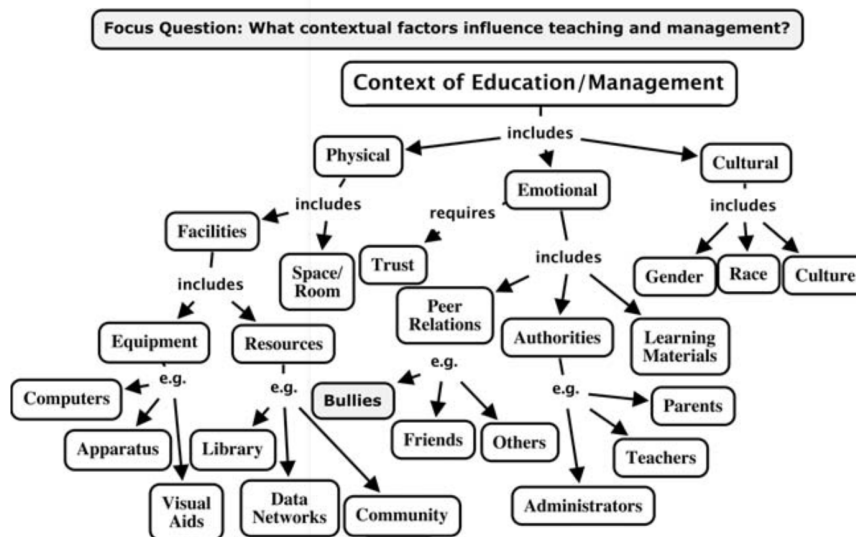 Focus Question: What contextual factors influence teaching and management?
Context of Education/Management
includes
Physical
Emotional
Cultural
includes
requires
includes
Facilities
Space/
Room
Trust
includes
Gender
Race
Culture
includes
Peer
Relations
Authorities
Learning
Materials
Equipment
Resources
e.g.
e.g.
e.g.
e.g.
Computers
Bullies
Parents
Apparatus
Library
Friends
Others
Teachers
Visual
Aids
Data
Networks
Community
Administrators